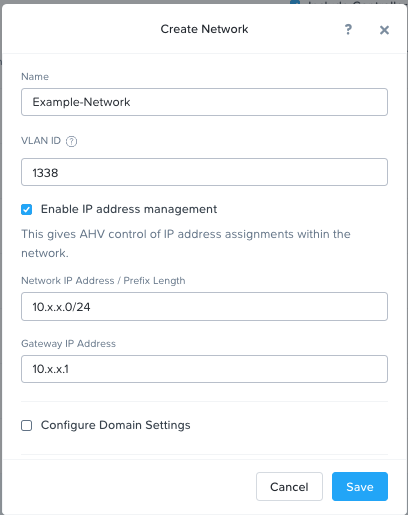 Create Network
?
Name
Example-Network
VLAN ID ?
1338
Enable IP address management
This gives AHV control of IP address assignments within the
network.
Network IP Address / Prefix Length
10.x.x.0/24
Gateway IP Address
10.x.x.1
Configure Domain Settings
Cancel Save